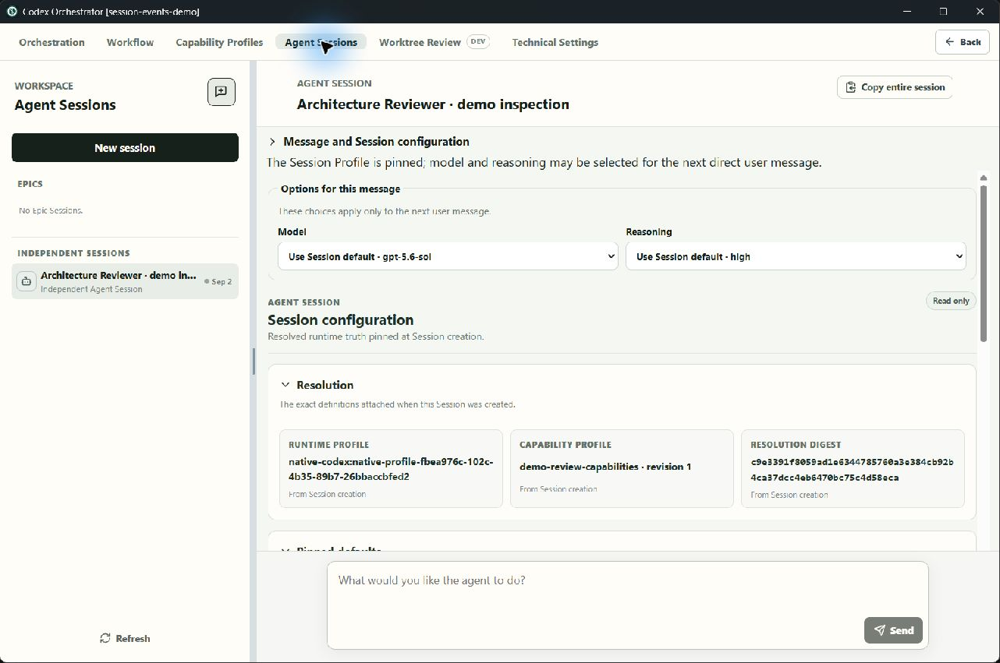 Codex Orchestrator [session-events-demo]
Orchestration
Workflow
Capability Profiles
Agent Sessions
Worktree Review
DEV
Technical Settings
Back
WORKSPACE
Agent Sessions
New session
EPICS
No Epic Sessions.
INDEPENDENT SESSIONS
Architecture Reviewer · demo in...
Sep 2
Independent Agent Session
Refresh
AGENT SESSION
Architecture Reviewer · demo inspection
Copy entire session
Message and Session configuration
The Session Profile is pinned; model and reasoning may be selected for the next direct user message.
Options for this message
These choices apply only to the next user message.
Model
Reasoning
Use Session default · gpt-5.6-sol
Use Session default · high
AGENT SESSION
Read only
Session configuration
Resolved runtime truth pinned at Session creation.
Resolution
The exact definitions attached when this Session was created.
RUNTIME PROFILE
native-codex:native-profile-fbea976c-102c-
4b35-89b7-26bbaccbfed2
From Session creation
CAPABILITY PROFILE
demo-review-capabilities · revision 1
From Session creation
RESOLUTION DIGEST
c9e3391f8059ad1e6344785760a3e384cb92b
4ca37dcc4eb6470bc75c4d58eca
From Session creation
Pinned defaults
What would you like the agent to do?
Send